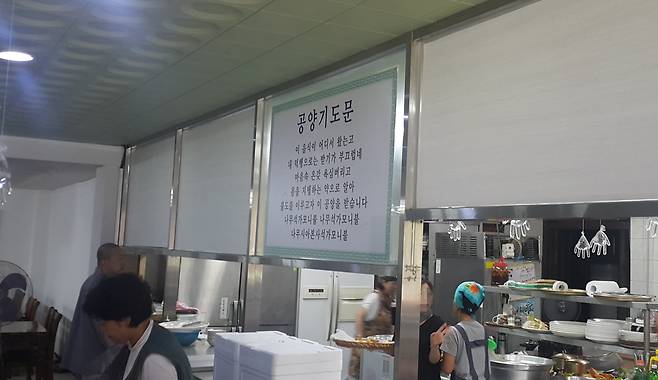 공양기도문
이 음식이 어디서 왔는고
내 덕행으로는 받기가 부끄럽네
마음속 온갖 욕심버리고
몸을 지탱하는 약으로 알아
불도를 이루고자 이 공양을 받습니다
나무석가모니불 나무석가모니불
나무시아본사석가모니불